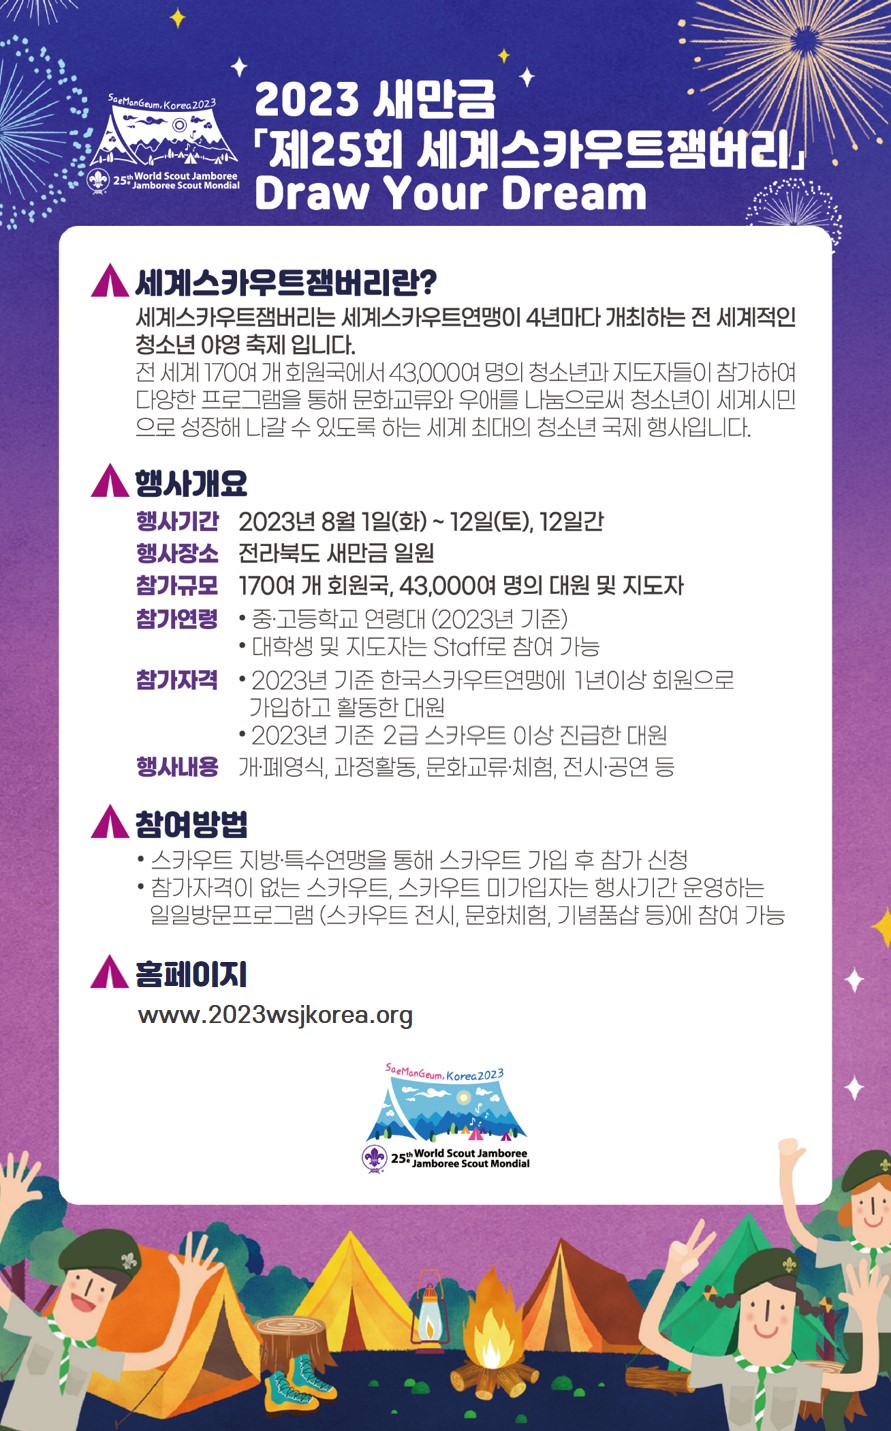 SaeManGeum, Korea 2023
25th World Scout Jamboree
e Jamboree Scout Mondial
2023 새만금
「제25회 세계스카우트잼버리」
Draw Your Dream
세계스카우트잼버리란?
세계스카우트잼버리는 세계스카우트연맹이 4년마다 개최하는 전 세계적인
청소년 야영 축제 입니다.
전 세계 170여 개 회원국에서 43,000여 명의 청소년과 지도자들이 참가하여
다양한 프로그램을 통해 문화교류와 우애를 나눔으로써 청소년이 세계시민
으로 성장해 나갈 수 있도록 하는 세계 최대의 청소년 국제 행사입니다.
행사개요
행사기간 2023년 8월 1일(화) ~ 12일(토), 12일간
행사장소 전라북도 새만금 일원
참가규모 170여 개 회원국, 43,000여 명의 대원 및 지도자
참가연령 • 중·고등학교 연령대 (2023년 기준)
• 대학생 및 지도자는 Staff로 참여 가능
참가자격 • 2023년 기준 한국스카우트연맹에 1년이상 회원으로
가입하고 활동한 대원
• 2023년 기준 2급 스카우트 이상 진급한 대원
행사내용 개·폐영식, 과정활동, 문화교류·체험, 전시·공연 등
참여방법
• 스카우트 지방·특수연맹을 통해 스카우트 가입 후 참가 신청
• 참가자격이 없는 스카우트, 스카우트 미가입자는 행사기간 운영하는
일일방문프로그램 (스카우트 전시, 문화체험, 기념품샵 등)에 참여 가능
홈페이지
www.2023wsjkorea.org
SaeManGeum, Korea 2023
25th World Scout Jamboree
e Jamboree Scout Mondial